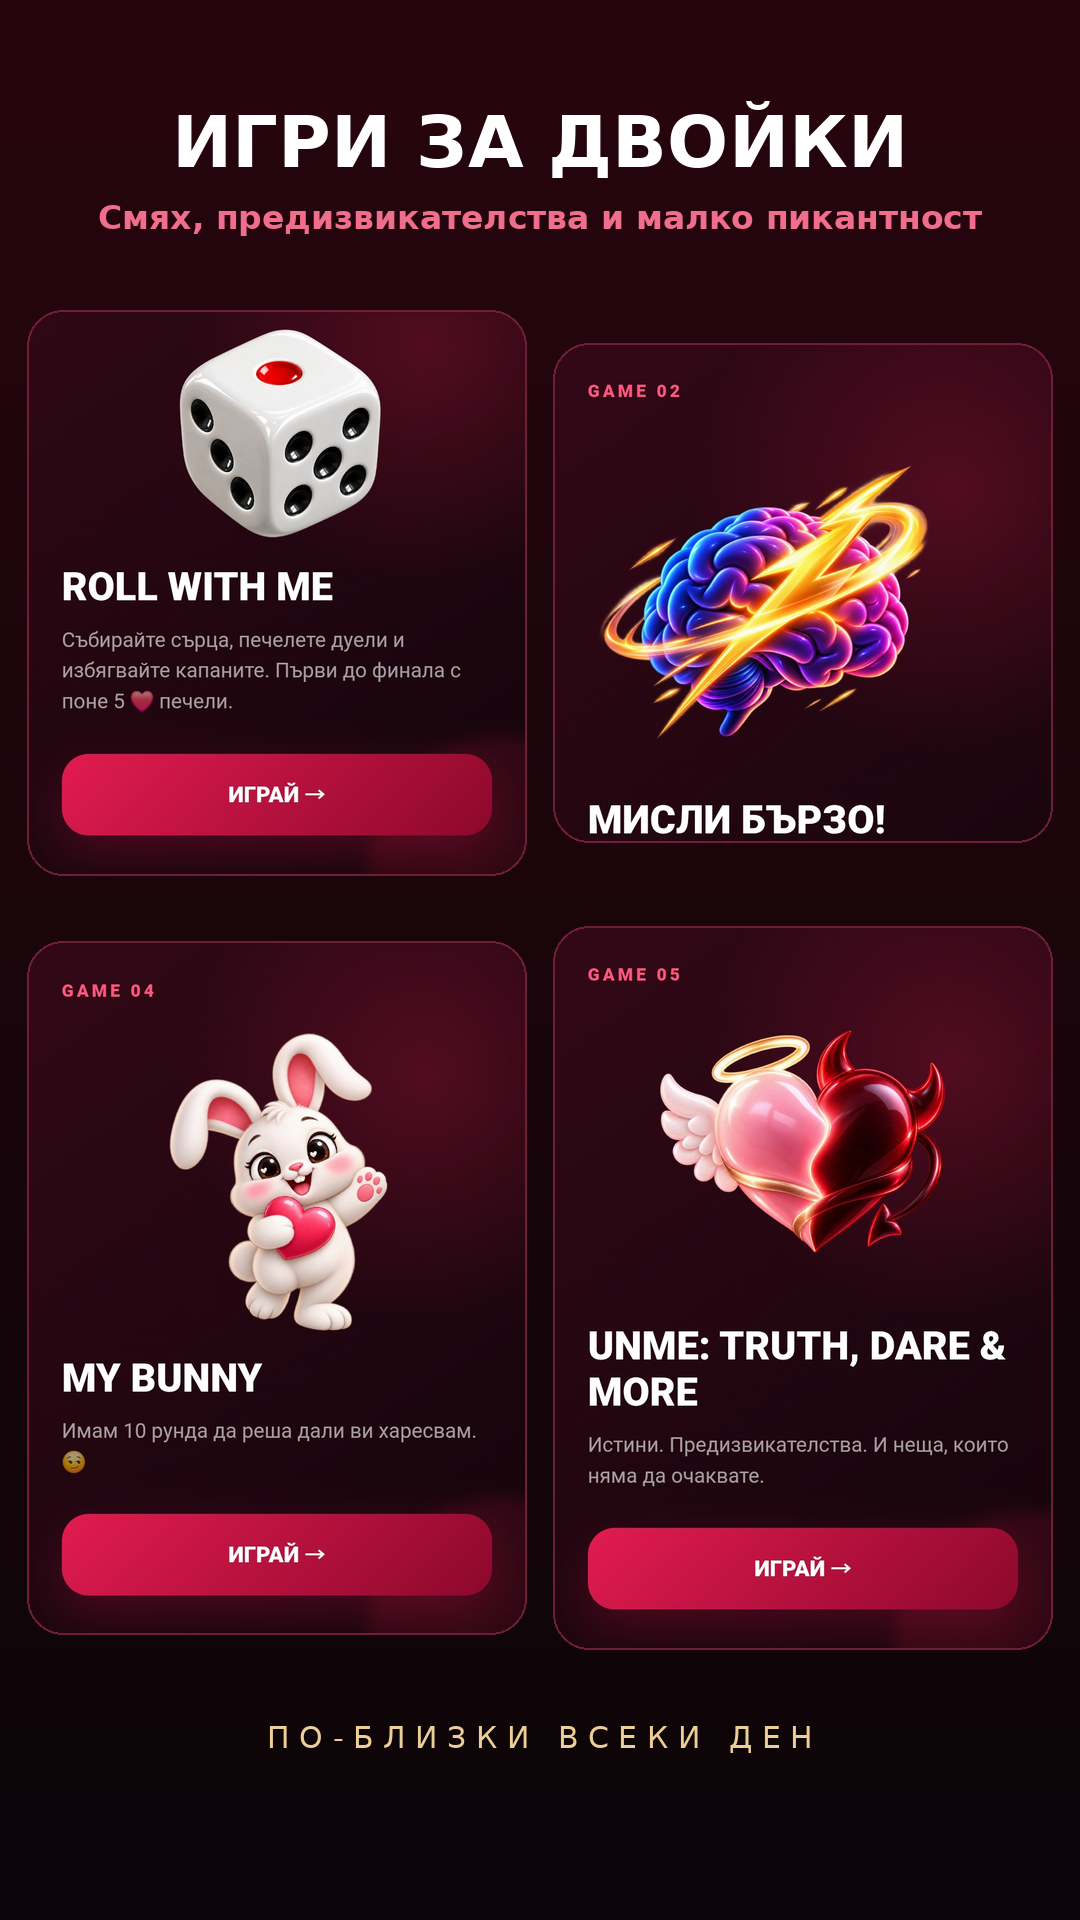 ИГРИ ЗА ДВОЙКИ
Смях, предизвикателства и малко пикантност
ROLL WITH ME
Събирайте сърца, печелете дуели и
избягвайте капаните. Първи до финала с
поне 5 ❤️ печели.
ИГРАЙ →
GAME 02
МИСЛИ БЪРЗО!
GAME 04
MY BUNNY
Имам 10 рунда да реша дали ви харесвам.
😌
ИГРАЙ →
GAME 05
UNME: TRUTH, DARE &
MORE
Истини. Предизвикателства. И неща, които
няма да очаквате.
ИГРАЙ →
ПО-БЛИЗКИ ВСЕКИ ДЕН